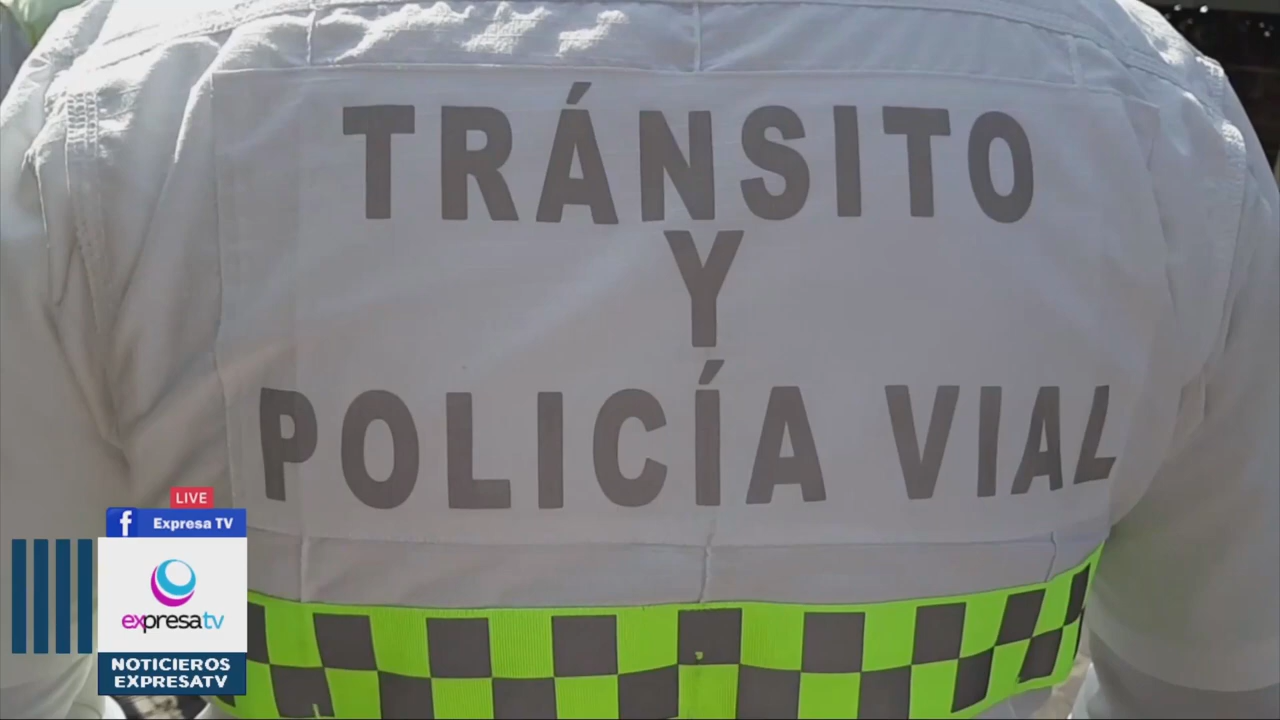 TRÁNSITO
Y
POLICÍA VIAL
LIVE
f Expresa TV
expresatv
NOTICIEROS
EXPRESATV